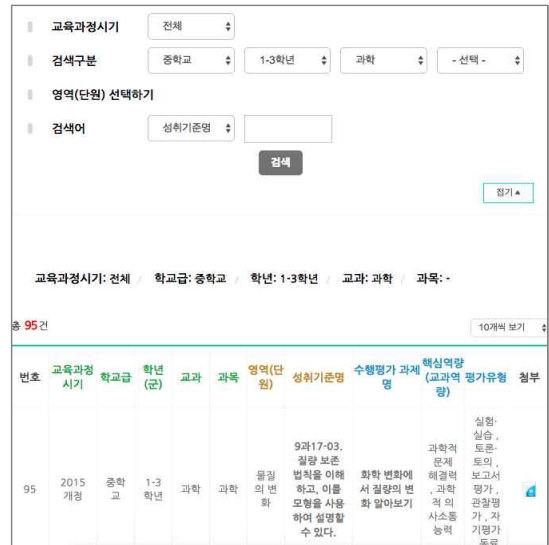 교육과정시기 전체
검색구분 중학교 1-3학년 과학 - 선택 -
영역(단원) 선택하기
검색어 성취기준명
검색
접기▲
교육과정시기: 전체 / 학교급: 중학교 / 학년: 1-3학년 / 교과: 과학 / 과목: -
총 95건
10개씩 보기
번호 교육과정 시기 학교급 학년 (군) 교과 과목 영역(단 원) 성취기준명 수행평가 과제 명 핵심역량 (교과역 량) 평가유형 첨부
95 2015 개정 중학 교 1-3 학년 과학 과학 물질 의 변 화 9과17-03. 질량 보존 법칙을 이해 하고, 이를 모형을 사용 하여 설명할 수 있다. 화학 변화에 서 질량의 변 화 알아보기 과학적 문제 해결력 , 과학 적 의 사소통 능력 실험· 실습 , 토론· 토의 , 보고서 평가 , 관찰평 가 , 자 기평가 , 동료